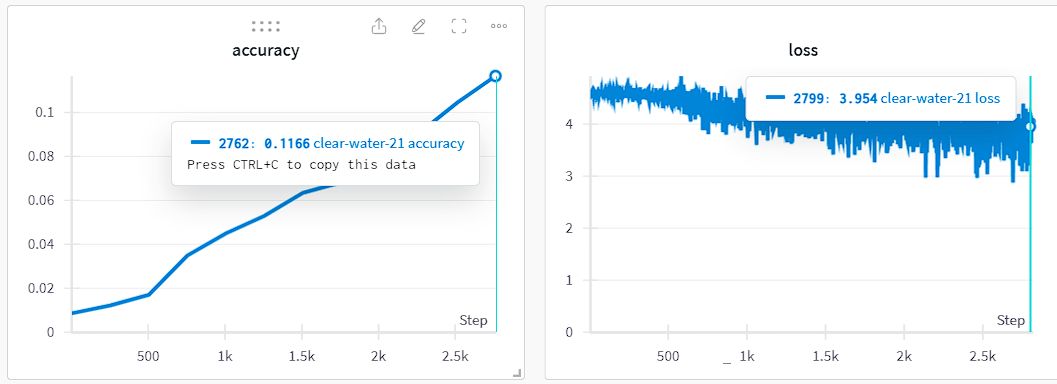 accuracy
0.1
0.08
0.06
0.04
0.02
0
2762: 0.1166 clear-water-21 accuracy
Press CTRL+C to copy this data
Step
500 1k 1.5k 2k 2.5k
loss
4
3
2
1
0
2799: 3.954 clear-water-21 loss
Step
500 _ 1k 1.5k 2k 2.5k